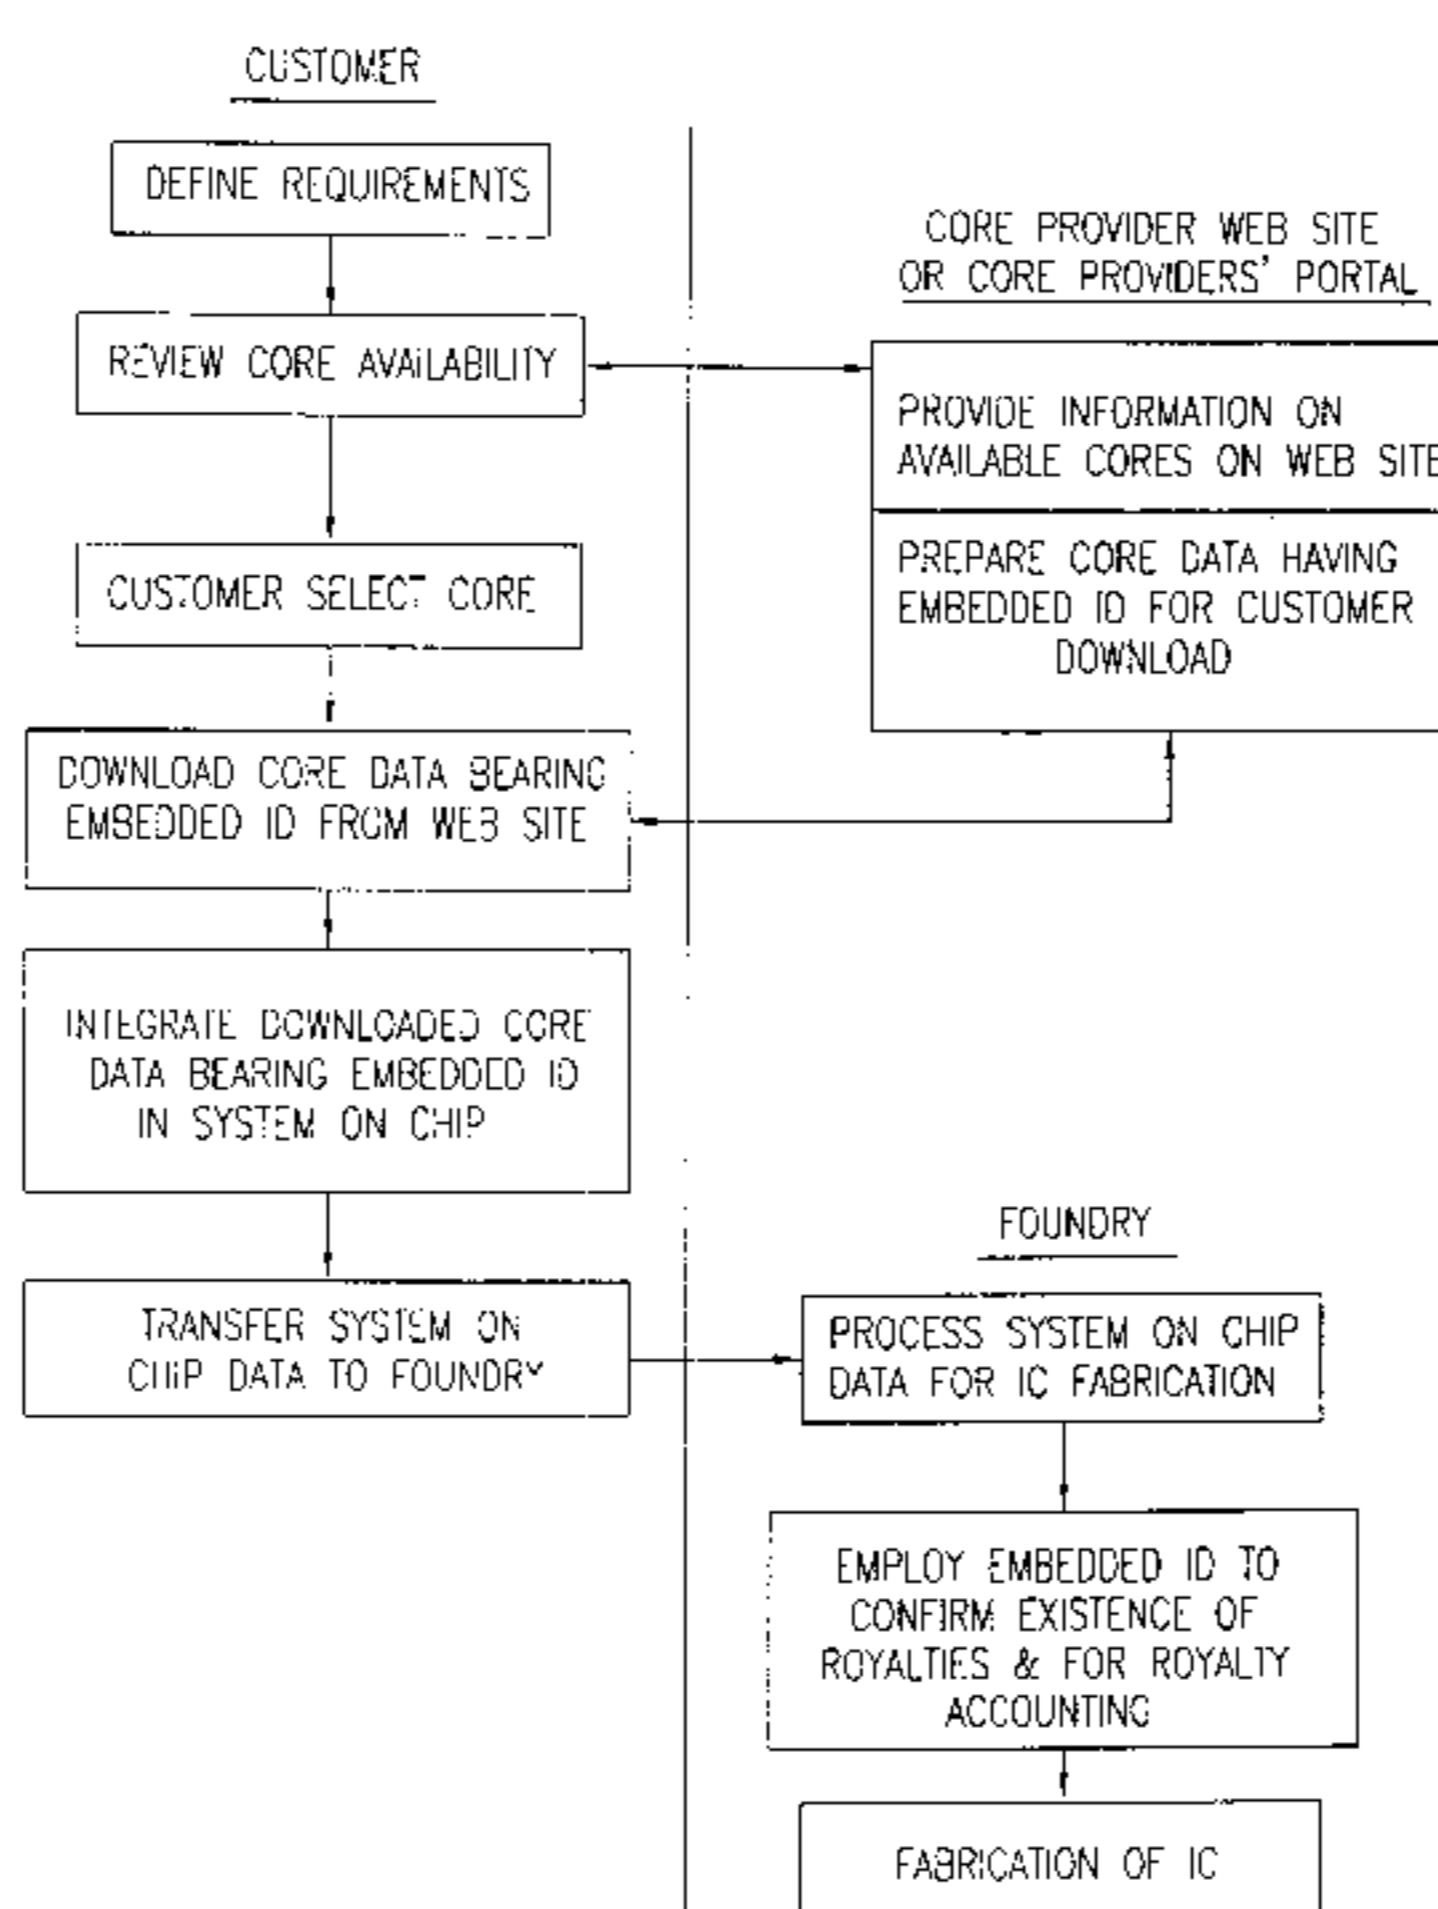 CUSTOMER
DEFINE REQUIREMENTS
REVIEW CORE AVAILABILITY
CUSTOMER SELECT CORE
DOWNLOAD CORE DATA BEARING
EMBEDDED ID FROM WEB SITE
INTEGRATE DOWNLOADED CORE
DATA BEARING EMBEDDED ID
IN SYSTEM ON CHIP
TRANSFER SYSTEM ON
CHIP DATA TO FOUNDRY
CORE PROVIDER WEB SITE
OR CORE PROVIDERS' PORTAL
PROVIDE INFORMATION ON
AVAILABLE CORES ON WEB SITE
PREPARE CORE DATA HAVING
EMBEDDED ID FOR CUSTOMER
DOWNLOAD
FOUNDRY
PROCESS SYSTEM ON CHIP
DATA FOR IC FABRICATION
EMPLOY EMBEDDED ID TO
CONFIRM EXISTENCE OF
ROYALTIES & FOR ROYALTY
ACCOUNTING
FABRICATION OF IC